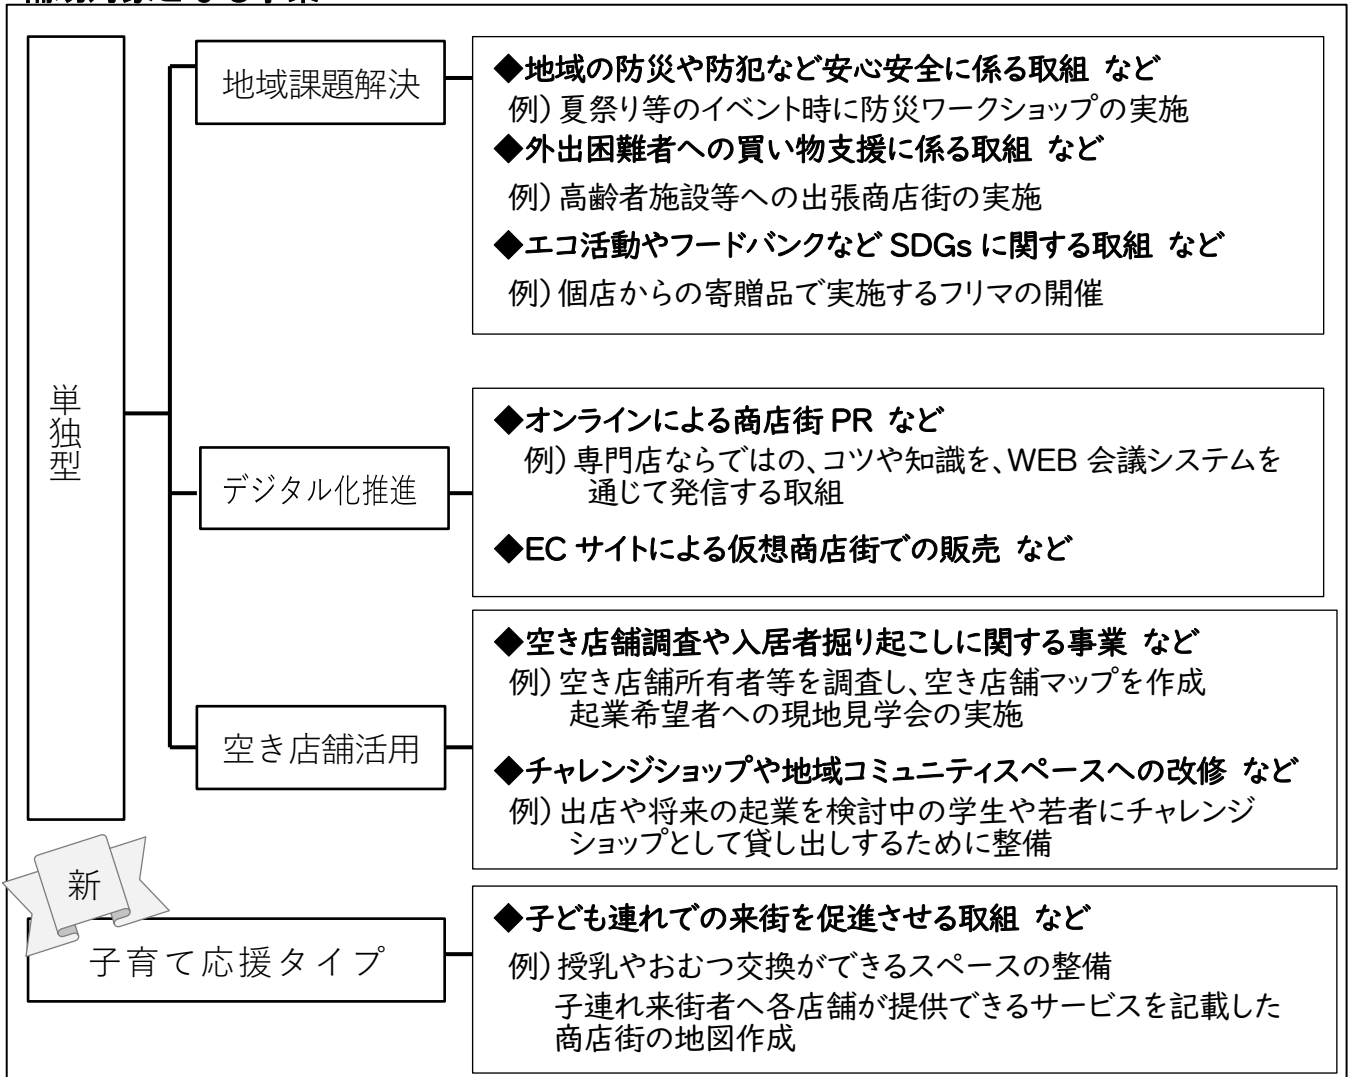 単独型
地域課題解決
◆地域の防災や防犯など安心安全に係る取組 など
例）夏祭り等のイベント時に防災ワークショップの実施
◆外出困難者への買い物支援に係る取組 など
例）高齢者施設等への出張商店街の実施
◆エコ活動やフードバンクなど SDGs に関する取組 など
例）個店からの寄贈品で実施するフリマの開催
デジタル化推進
◆オンラインによる商店街 PR など
例）専門店ならではの、コツや知識を、WEB 会議システムを
通じて発信する取組
◆EC サイトによる仮想商店街での販売 など
空き店舗活用
◆空き店舗調査や入居者掘り起こしに関する事業 など
例）空き店舗所有者等を調査し、空き店舗マップを作成
起業希望者への現地見学会の実施
◆チャレンジショップや地域コミュニティスペースへの改修 など
例）出店や将来の起業を検討中の学生や若者にチャレンジ
ショップとして貸し出しするために整備
新
子育て応援タイプ
◆子ども連れでの来街を促進させる取組 など
例）授乳やおむつ交換ができるスペースの整備
子連れ来街者へ各店舗が提供できるサービスを記載した
商店街の地図作成